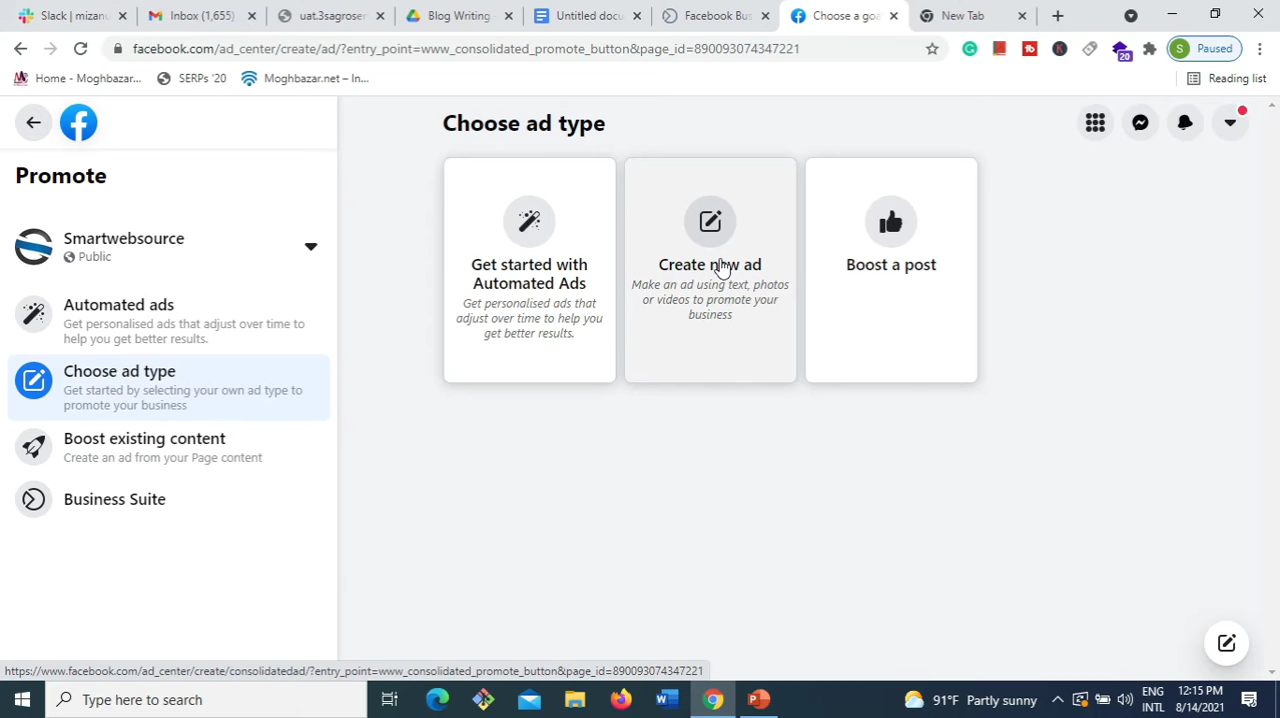 Slack | mizanu
Inbox (1,655)
uat.3sagroser
Blog Writing -
Untitled docu
Facebook Bus
Choose a goa
New Tab
facebook.com/ad_center/create/ad/?entry_point=www_consolidated_promote_button&page_id=890093074347221
20
S Paused
Home - Moghbazar...
SERPs '20
Moghbazar.net – In...
Reading list
Promote
Smartwebsource
Public
Automated ads
Get personalised ads that adjust over time to
help you get better results.
Choose ad type
Get started by selecting your own ad type to
promote your business
Boost existing content
Create an ad from your Page content
Business Suite
Choose ad type
Get started with
Automated Ads
Get personalised ads that
adjust over time to help you
get better results.
Create new ad
Make an ad using text, photos
or videos to promote your
business
Boost a post
https://www.facebook.com/ad_center/create/consolidatedad/?entry_point=www_consolidated_promote_button&page_id=890093074347221
Type here to search
91°F Partly sunny
ENG
INTL
12:15 PM
8/14/2021